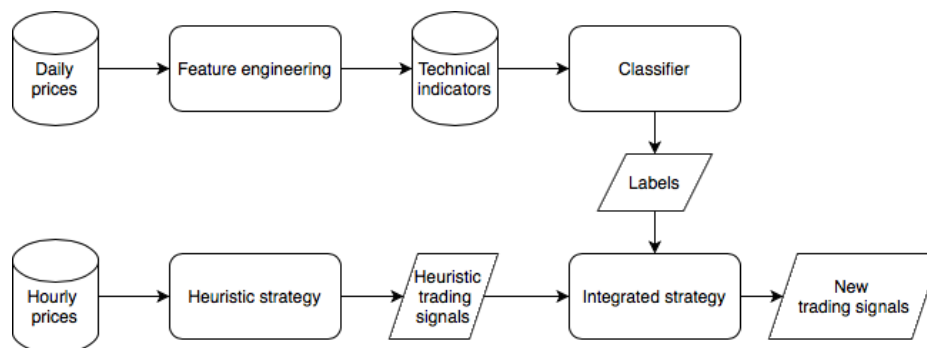 Daily
prices
Feature engineering
Technical
indicators
Classifier
Labels
Hourly
prices
Heuristic strategy
Heuristic
trading
signals
Integrated strategy
New
trading signals